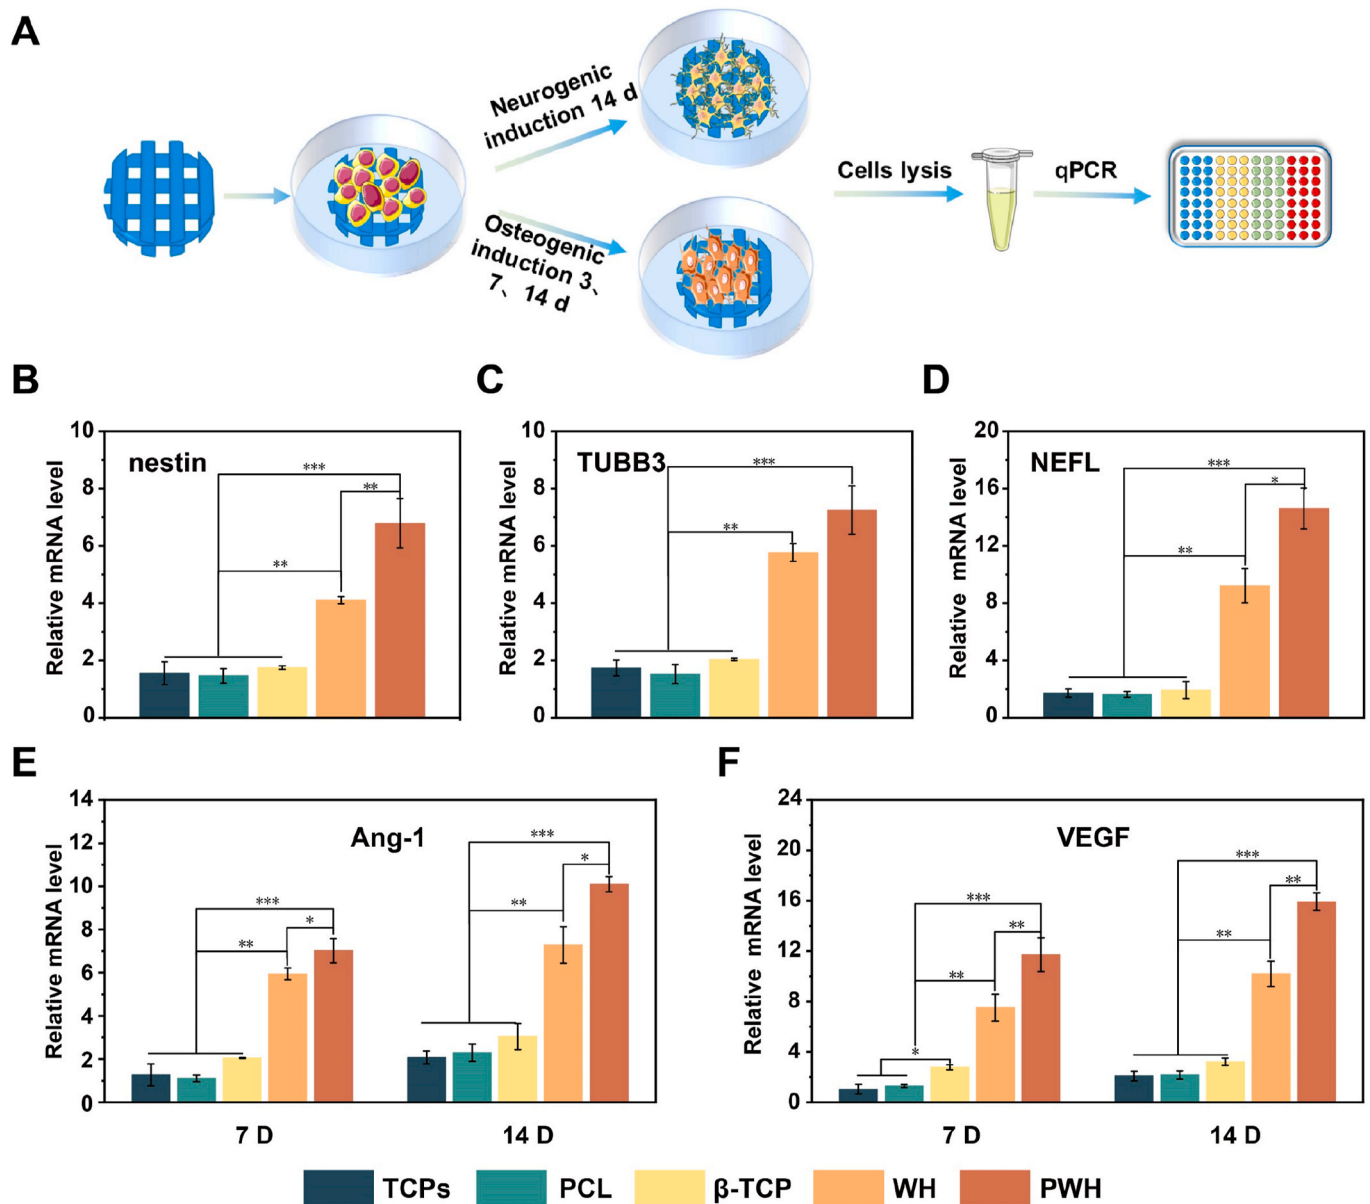 A
Neurogenic
induction 14 d
Osteogenic
induction 3、
7、14 d
Cells lysis
qPCR
B
Relative mRNA level
10
8
6
4
2
0
nestin
***
**
**
C
Relative mRNA level
10
8
6
4
2
0
TUBB3
***
**
D
Relative mRNA level
20
16
12
8
4
0
NEFL
***
*
**
E
Relative mRNA level
14
12
10
8
6
4
2
0
Ang-1
***
*
**
***
*
**
7 D
14 D
F
Relative mRNA level
24
20
16
12
8
4
0
VEGF
***
**
**
*
***
**
**
7 D
14 D
TCPs
PCL
β-TCP
WH
PWH